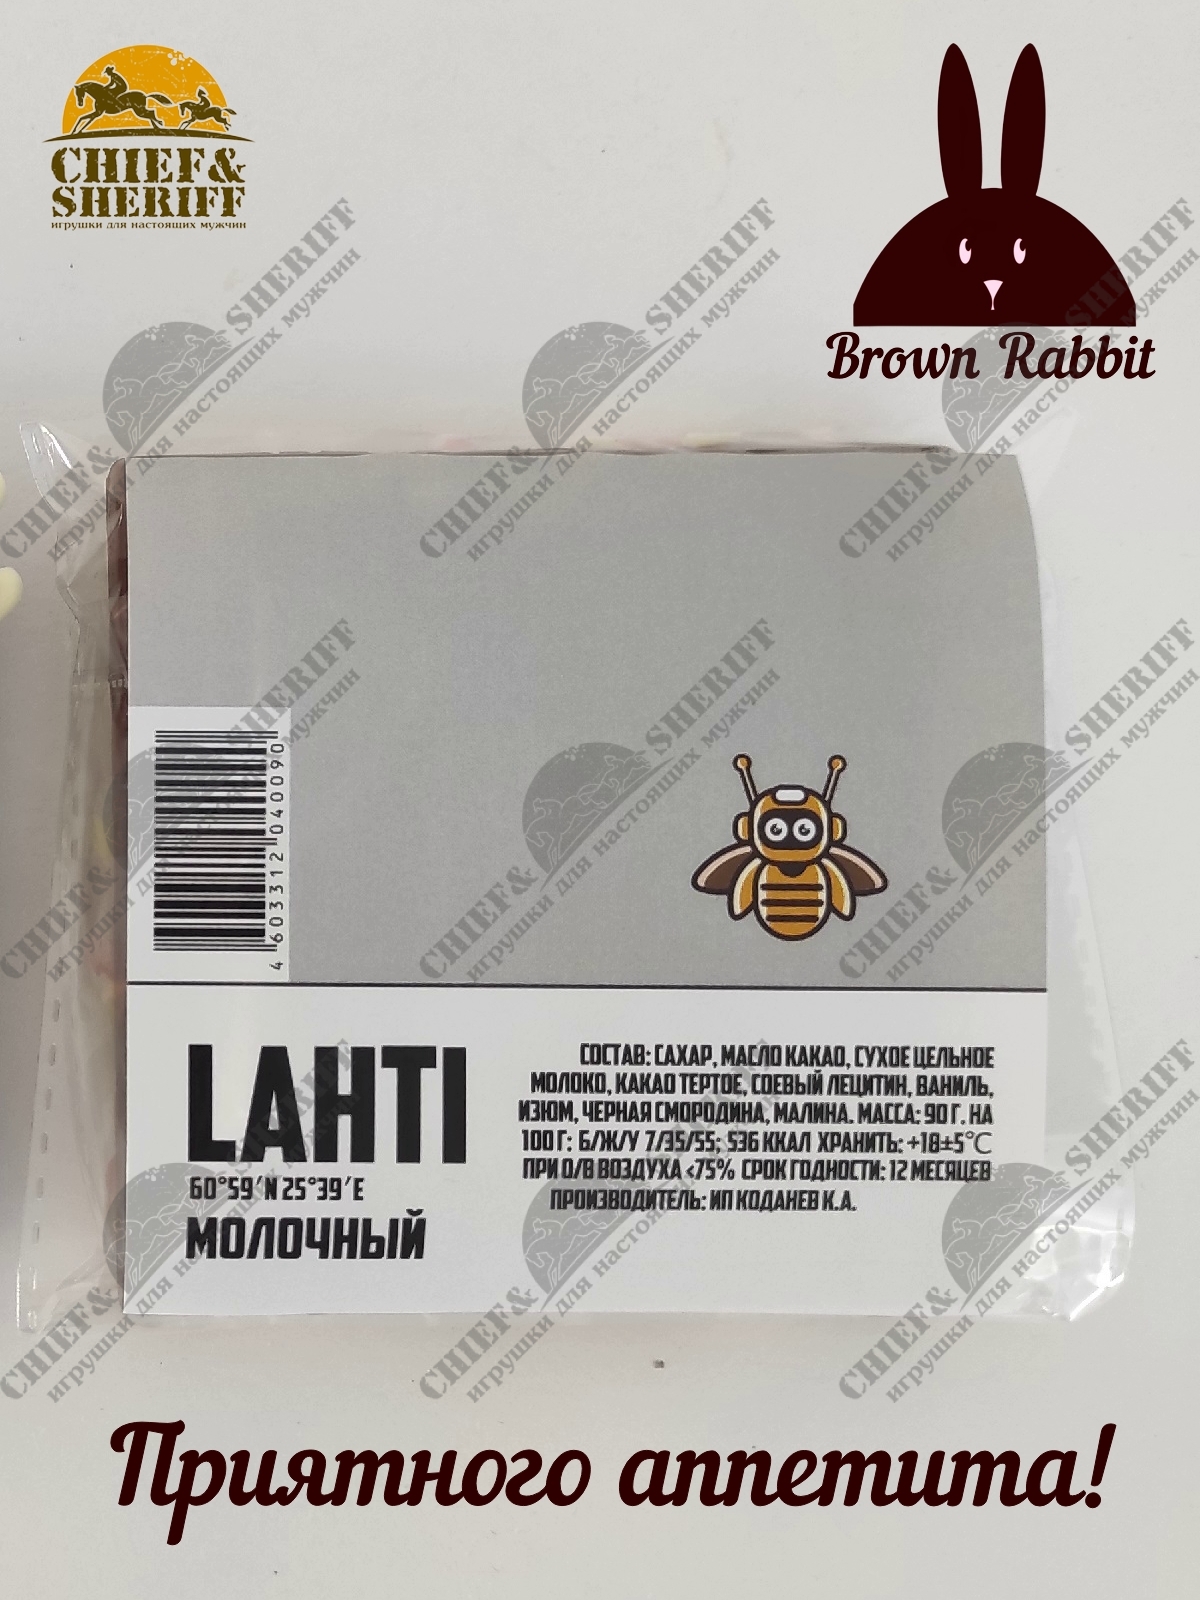 CHIEF&
SHERIFF
игрушки для настоящих мужчин
Brown Rabbit
4 603312 040090
LAHTI
60°59′N 25°39′E
МОЛОЧНЫЙ
СОСТАВ: САХАР, МАСЛО КАКАО, СУХОЕ ЦЕЛЬНОЕ
МОЛОКО, КАКАО ТЕРТОЕ, СОЕВЫЙ ЛЕЦИТИН, ВАНИЛЬ,
ИЗЮМ, ЧЕРНАЯ СМОРОДИНА, МАЛИНА. МАССА: 90 Г. НА
100 Г: Б/Ж/У 7/35/55; 536 ККАЛ ХРАНИТЬ: +18±5°C
ПРИ О/В ВОЗДУХА <75% СРОК ГОДНОСТИ: 12 МЕСЯЦЕВ
ПРОИЗВОДИТЕЛЬ: ИП КОДАНЕВ К.А.
Приятного аппетита!